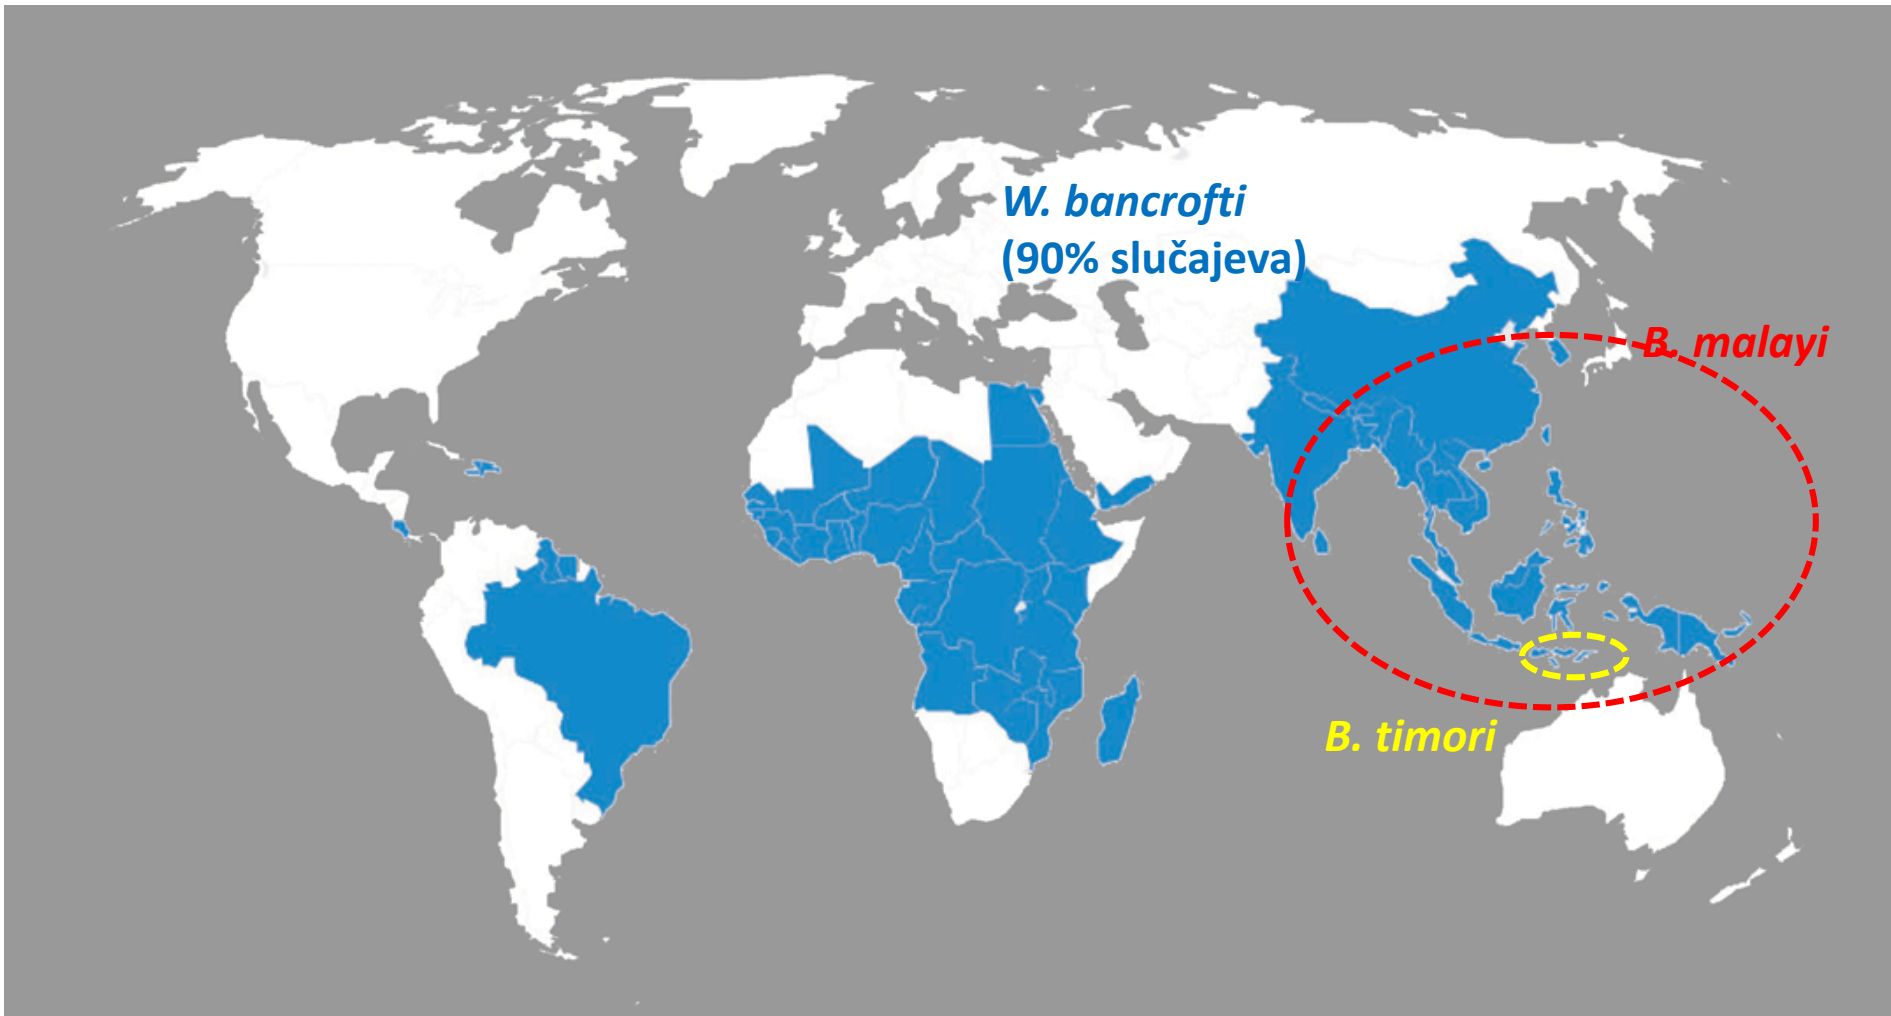 W. bancrofti
(90% slučajeva)
B. malayi
B. timori